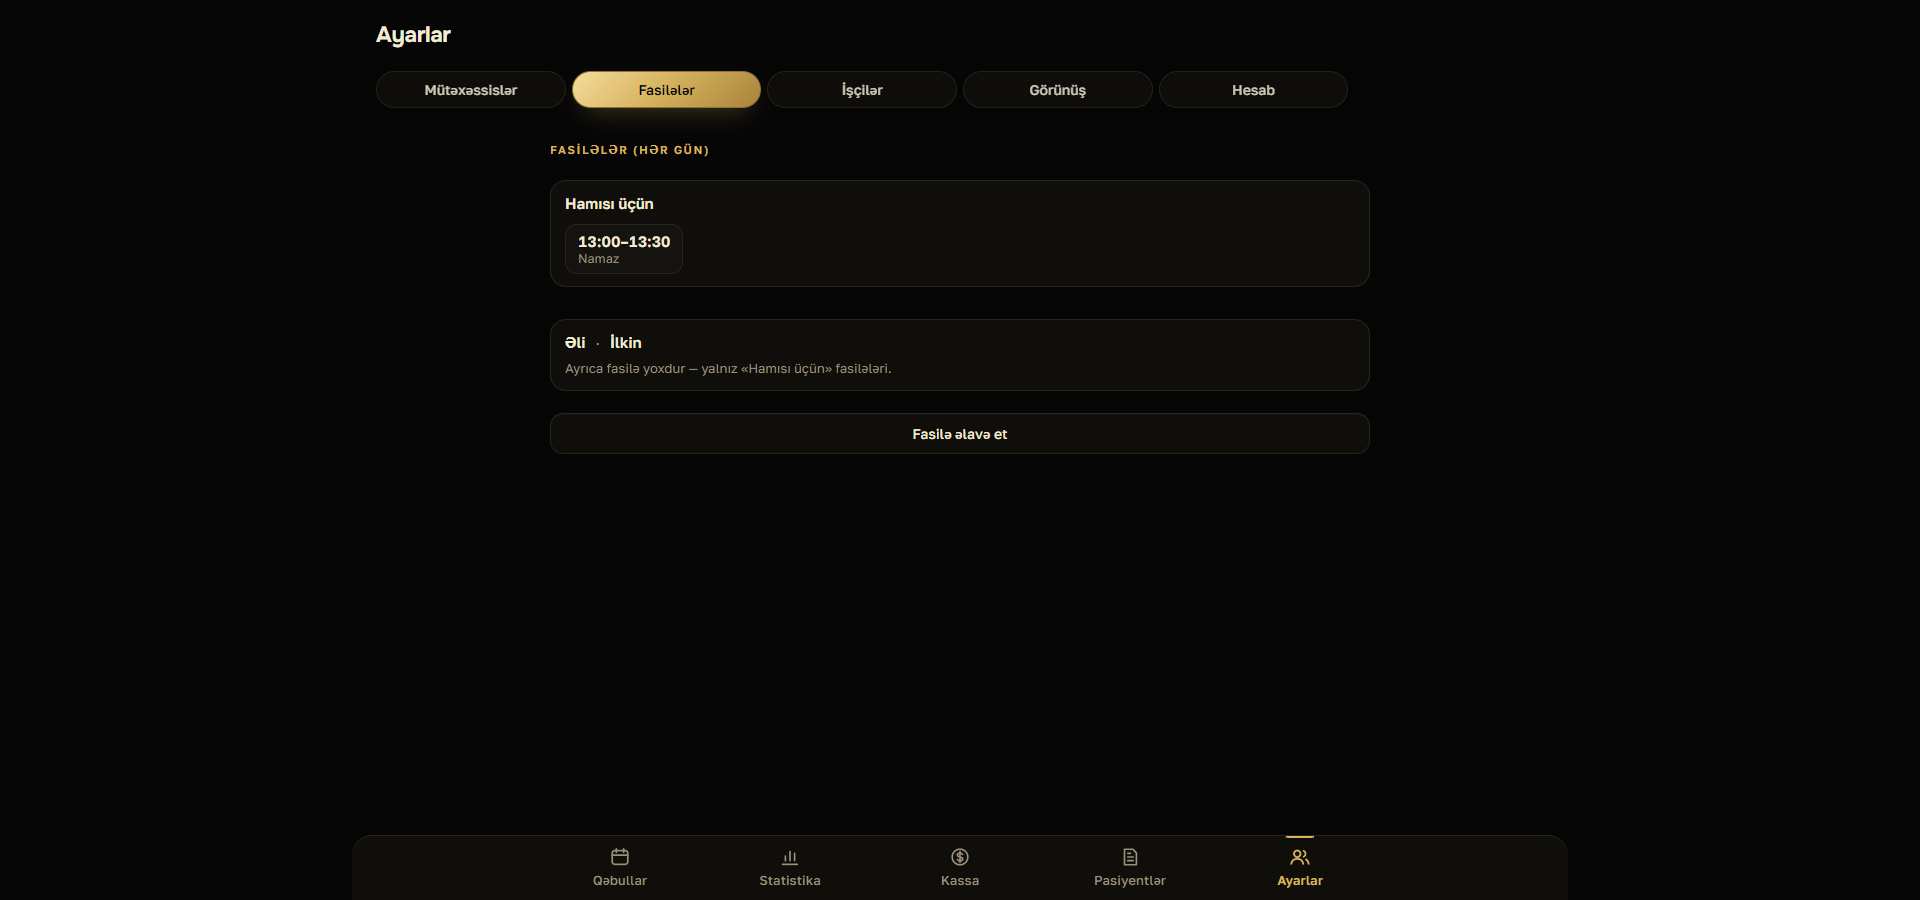 Ayarlar
Mütəxəssislər
Fasilələr
İşçilər
Görünüş
Hesab
FASİLƏLƏR (HƏR GÜN)
Hamısı üçün
13:00–13:30
Namaz
Əli · İlkin
Ayrıca fasilə yoxdur — yalnız «Hamısı üçün» fasilələri.
Fasilə əlavə et
Qəbullar
Statistika
Kassa
Pasiyentlər
Ayarlar